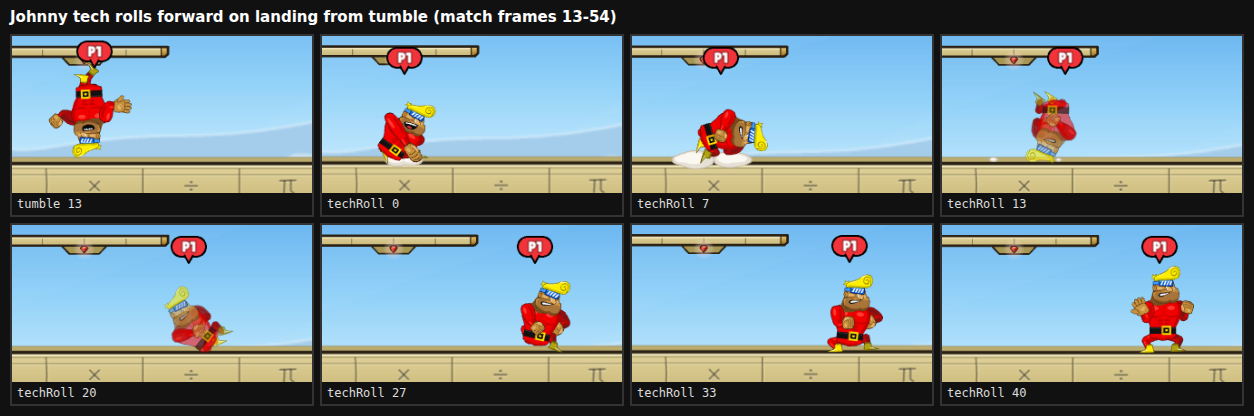 Johnny tech rolls forward on landing from tumble (match frames 13-54)
P1 P1 P1 P1
× ÷ π × ÷ π × ÷ π × ÷ π
tumble 13 techRoll 0 techRoll 7 techRoll 13
P1 P1 P1 P1
× ÷ π × ÷ π × ÷ π × ÷ π
techRoll 20 techRoll 27 techRoll 33 techRoll 40